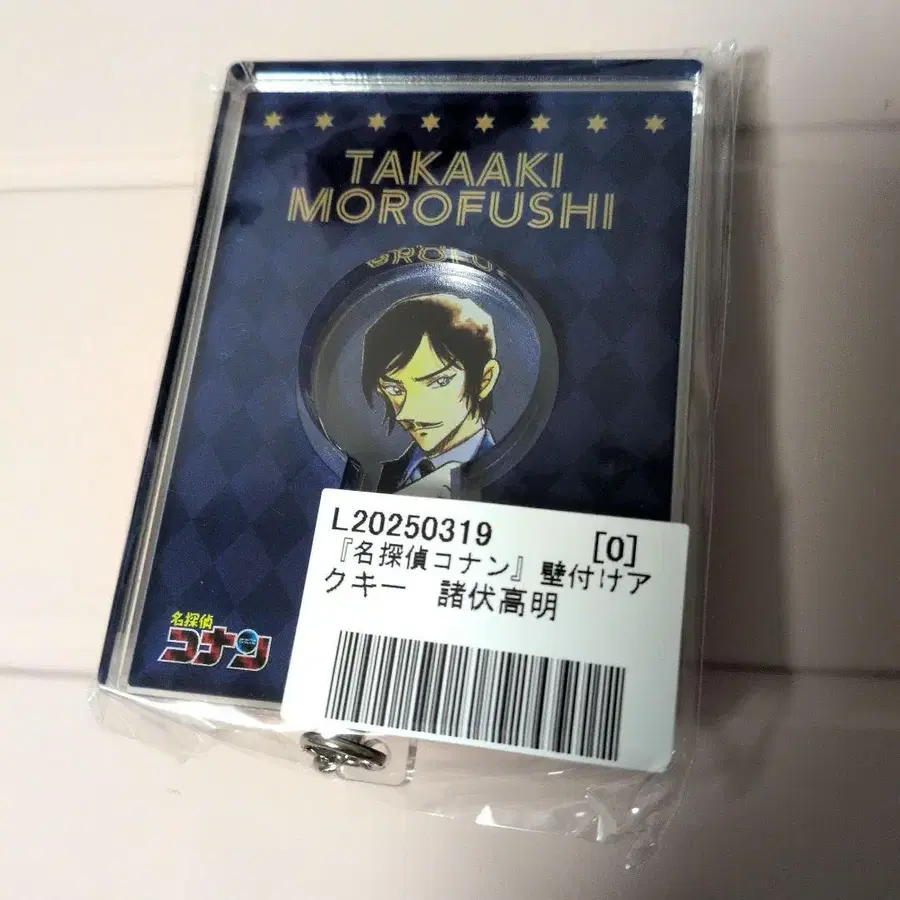 TAKAAKI
MOROFUSHI
L20250319 [0]
『名探偵コナン』壁付けア
クキー 諸伏高明
名探偵
コナン